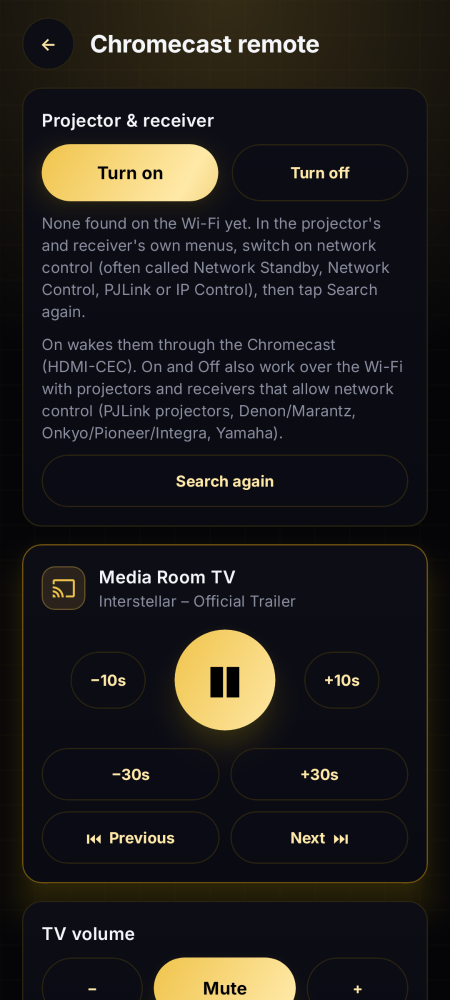 Chromecast remote
Projector & receiver
Turn on
Turn off
None found on the Wi-Fi yet. In the projector's
and receiver's own menus, switch on network
control (often called Network Standby, Network
Control, PJLink or IP Control), then tap Search
again.
On wakes them through the Chromecast
(HDMI-CEC). On and Off also work over the Wi-Fi
with projectors and receivers that allow network
control (PJLink projectors, Denon/Marantz,
Onkyo/Pioneer/Integra, Yamaha).
Search again
Media Room TV
Interstellar – Official Trailer
−10s
+10s
−30s
+30s
⏮ Previous
Next ⏭
TV volume
−
Mute
+